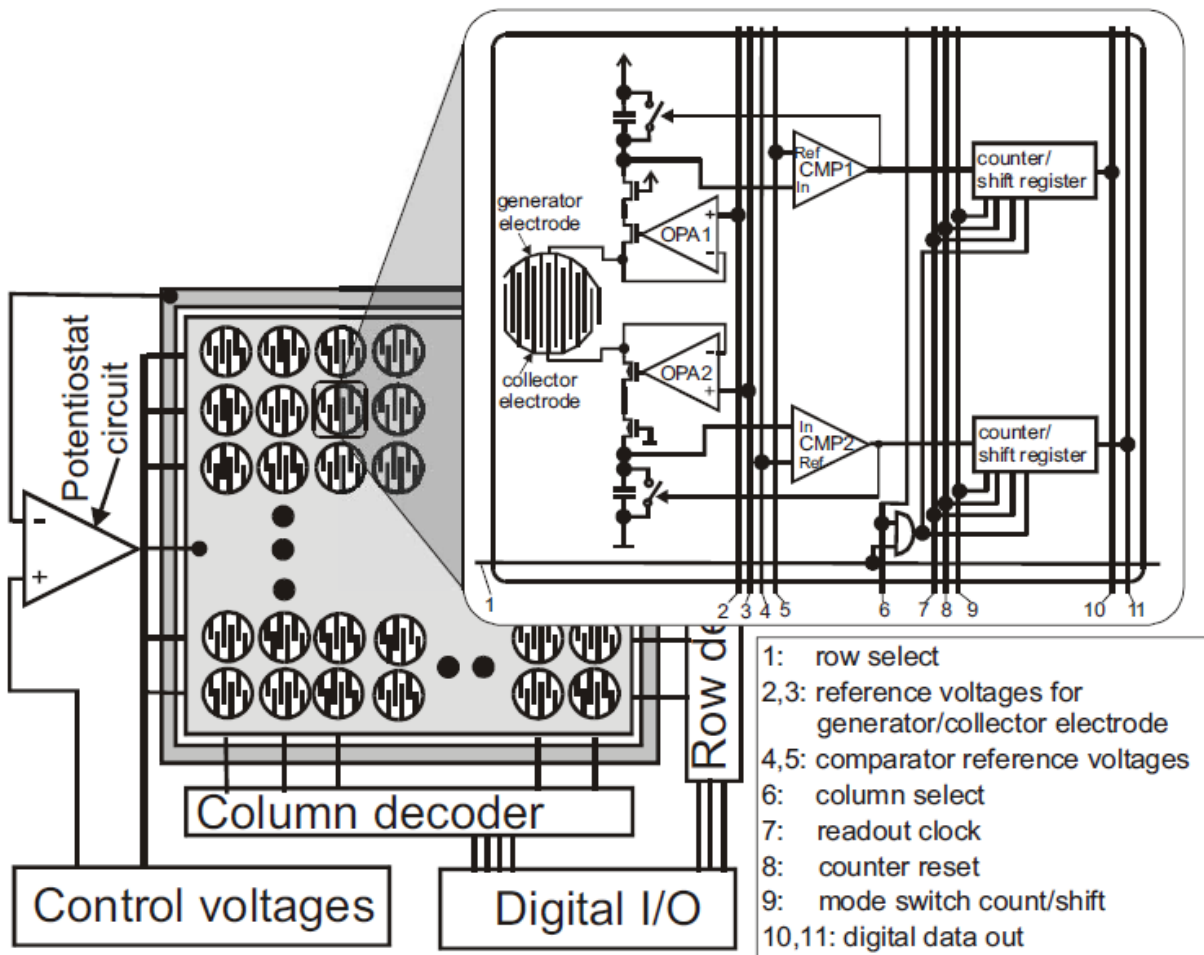 generator
electrode
collector
electrode
+
OPA1
-
-
OPA2
+
Ref
CMP1
In
In
CMP2
Ref
counter/
shift register
counter/
shift register
1
2
3
4
5
6
7
8
9
10
11
Potentiostat
circuit
-
+
Row de
Column decoder
Control voltages
Digital I/O
1: row select
2,3: reference voltages for
generator/collector electrode
4,5: comparator reference voltages
6: column select
7: readout clock
8: counter reset
9: mode switch count/shift
10,11: digital data out